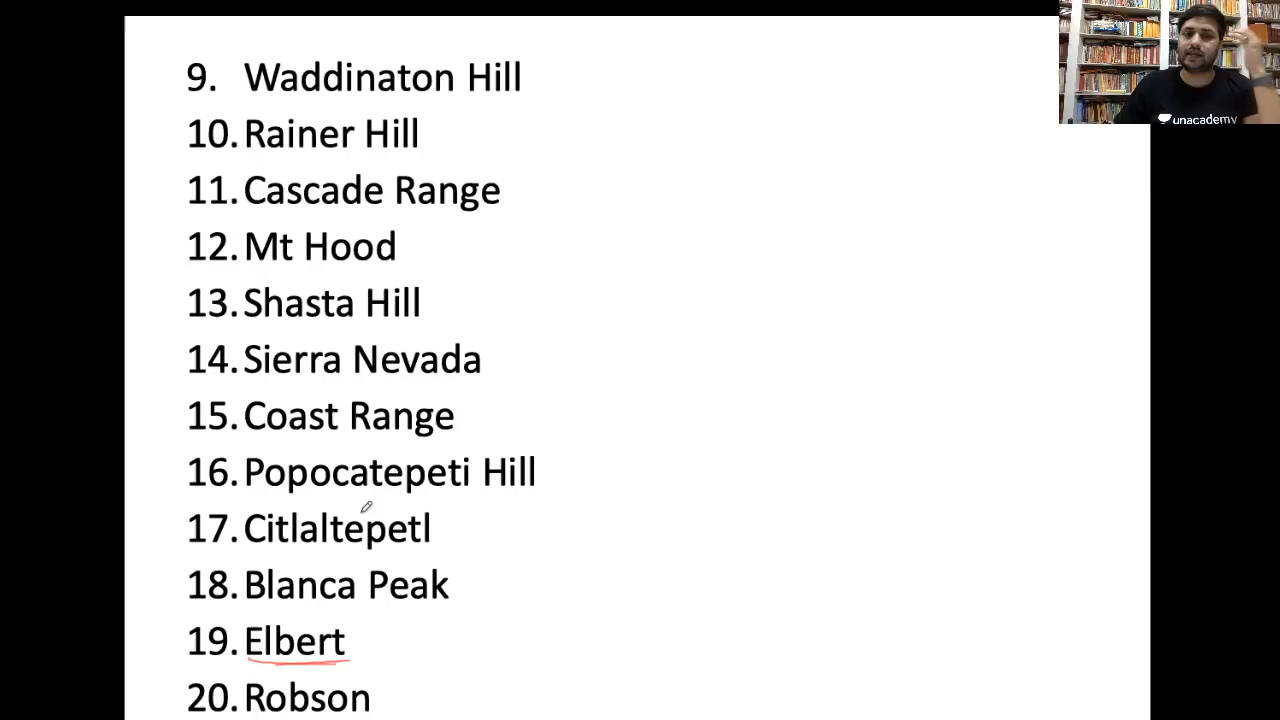 9. Waddinaton Hill
10. Rainer Hill
11. Cascade Range
12. Mt Hood
13. Shasta Hill
14. Sierra Nevada
15. Coast Range
16. Popocatepeti Hill
17. Citlaltepetl
18. Blanca Peak
19. Elbert
20. Robson
unacademy